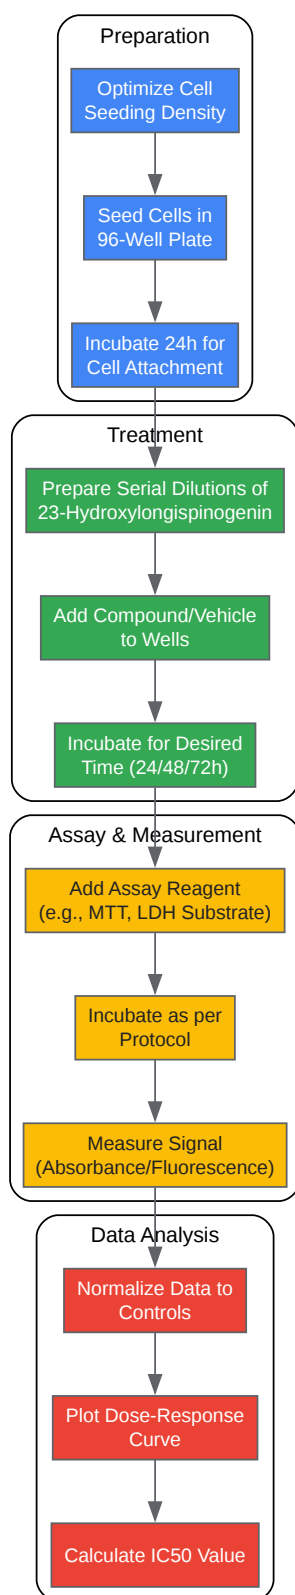 Preparation
Optimize Cell
Seeding Density
Seed Cells in
96-Well Plate
Incubate 24h for
Cell Attachment
Treatment
Prepare Serial Dilutions of
23-Hydroxylongispinogenin
Add Compound/Vehicle
to Wells
Incubate for Desired
Time (24/48/72h)
Assay & Measurement
Add Assay Reagent
(e.g., MTT, LDH Substrate)
Incubate as per
Protocol
Measure Signal
(Absorbance/Fluorescence)
Data Analysis
Normalize Data to
Controls
Plot Dose-Response
Curve
Calculate IC50 Value